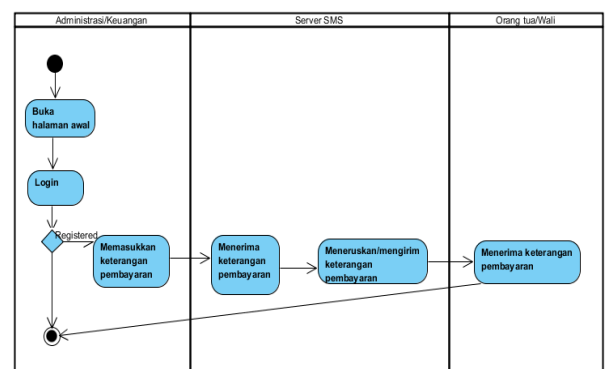 Administrasi/Keuangan
Server SMS
Orang tua/Wali
Buka
halaman awal
Login
Registered
Memasukkan
keterangan
pembayaran
Menerima
keterangan
pembayaran
Meneruskan/mengirim
keterangan
pembayaran
Menerima keterangan
pembayaran